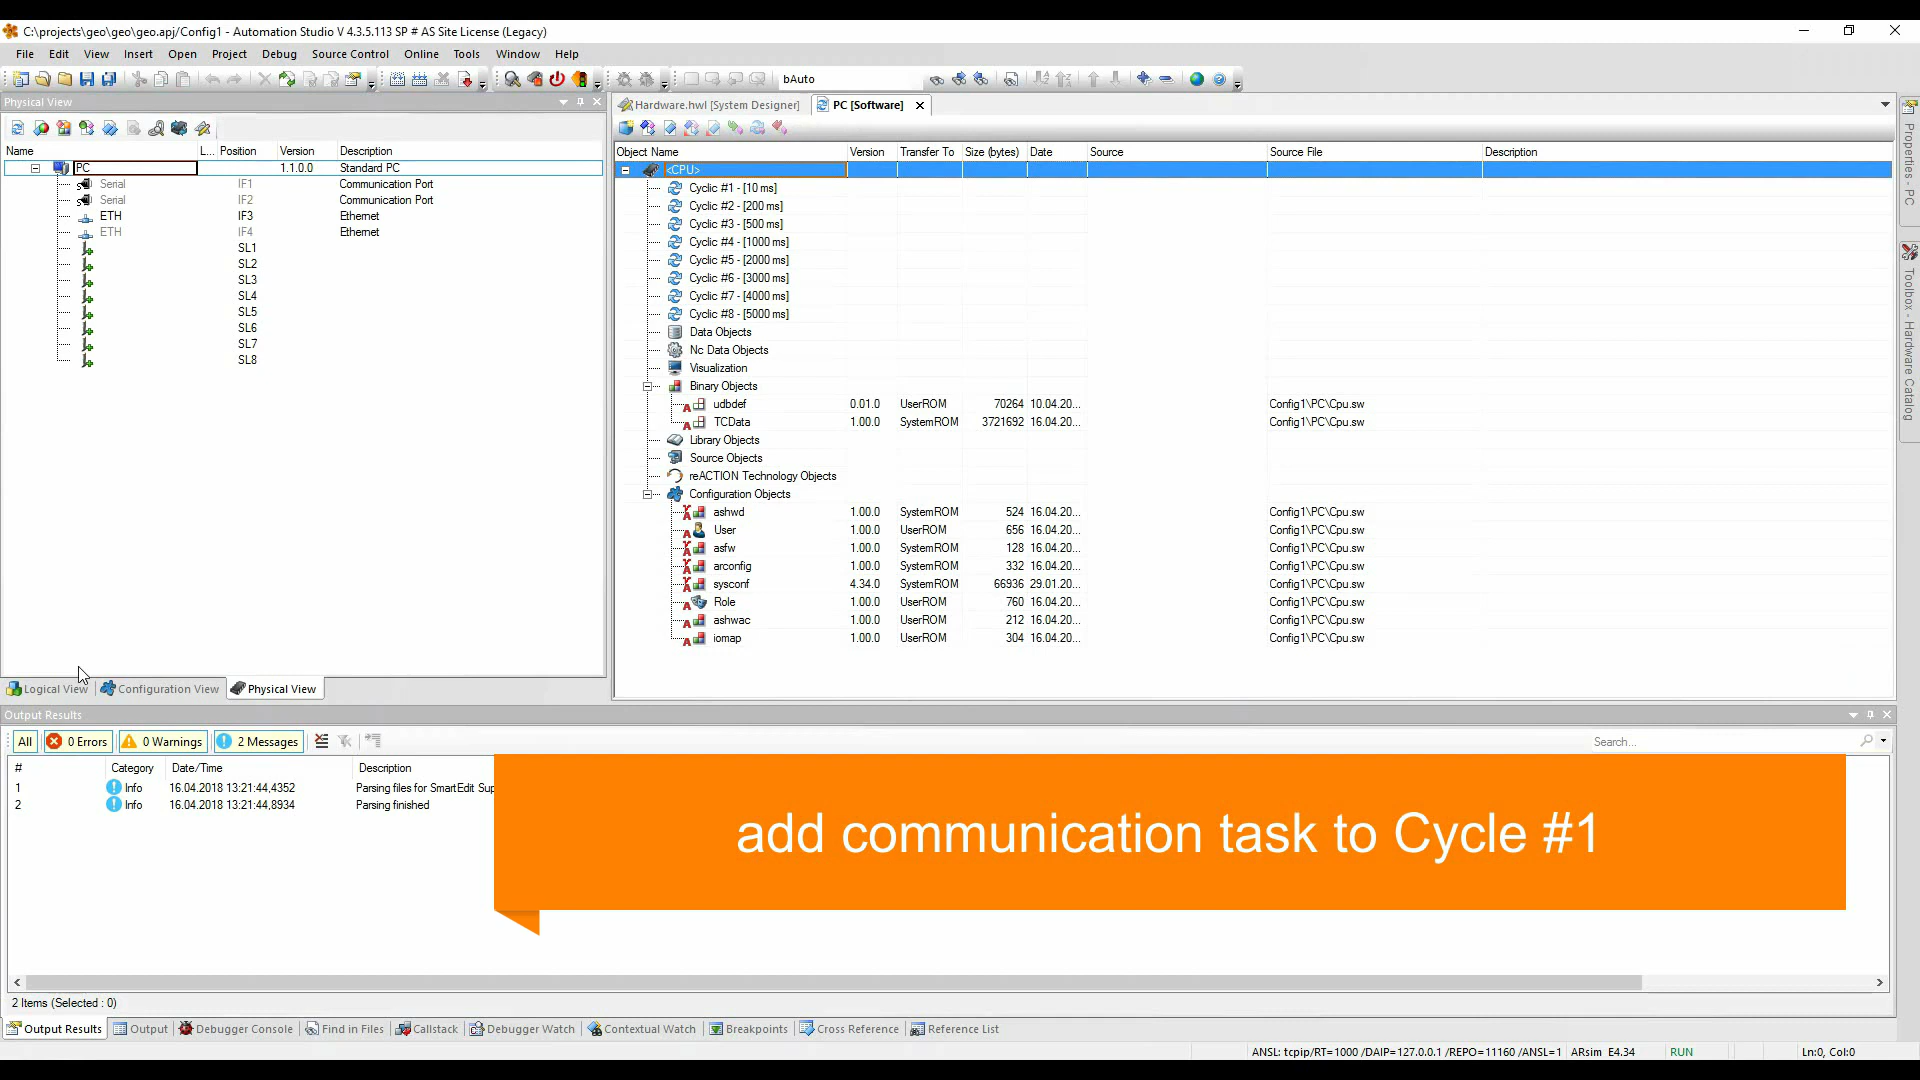 C:\projects\geo\geo\geo.apj/Config1 - Automation Studio V 4.3.5.113 SP # AS Site License (Legacy)
File Edit View Insert Open Project Debug Source Control Online Tools Window Help
bAuto
Physical View
Hardware.hwl [System Designer] PC [Software]
Name L... Position Version Description
PC 1.1.0.0 Standard PC
Serial IF1 Communication Port
Serial IF2 Communication Port
ETH IF3 Ethernet
ETH IF4 Ethernet
SL1
SL2
SL3
SL4
SL5
SL6
SL7
SL8
Logical View Configuration View Physical View
Object Name Version Transfer To Size (bytes) Date Source Source File Description
<CPU>
Cyclic #1 - [10 ms]
Cyclic #2 - [200 ms]
Cyclic #3 - [500 ms]
Cyclic #4 - [1000 ms]
Cyclic #5 - [2000 ms]
Cyclic #6 - [3000 ms]
Cyclic #7 - [4000 ms]
Cyclic #8 - [5000 ms]
Data Objects
Nc Data Objects
Visualization
Binary Objects
udbdef 0.01.0 UserROM 70264 10.04.20... Config1\PC\Cpu.sw
TCData 1.00.0 SystemROM 3721692 16.04.20... Config1\PC\Cpu.sw
Library Objects
Source Objects
reACTION Technology Objects
Configuration Objects
ashwd 1.00.0 SystemROM 524 16.04.20... Config1\PC\Cpu.sw
User 1.00.0 UserROM 656 16.04.20... Config1\PC\Cpu.sw
asfw 1.00.0 SystemROM 128 16.04.20... Config1\PC\Cpu.sw
arconfig 1.00.0 SystemROM 332 16.04.20... Config1\PC\Cpu.sw
sysconf 4.34.0 SystemROM 66936 29.01.20... Config1\PC\Cpu.sw
Role 1.00.0 UserROM 760 16.04.20... Config1\PC\Cpu.sw
ashwac 1.00.0 UserROM 212 16.04.20... Config1\PC\Cpu.sw
iomap 1.00.0 UserROM 304 16.04.20... Config1\PC\Cpu.sw
Properties - PC
Toolbox - Hardware Catalog
Output Results
All 0 Errors 0 Warnings 2 Messages Search...
# Category Date/Time Description
1 Info 16.04.2018 13:21:44,4352 Parsing files for SmartEdit Sup
2 Info 16.04.2018 13:21:44,8934 Parsing finished
add communication task to Cycle #1
2 Items (Selected : 0)
Output Results Output Debugger Console Find in Files Callstack Debugger Watch Contextual Watch Breakpoints Cross Reference Reference List
ANSL: tcpip/RT=1000 /DAIP=127.0.0.1 /REPO=11160 /ANSL=1 ARsim E4.34 RUN Ln:0, Col:0